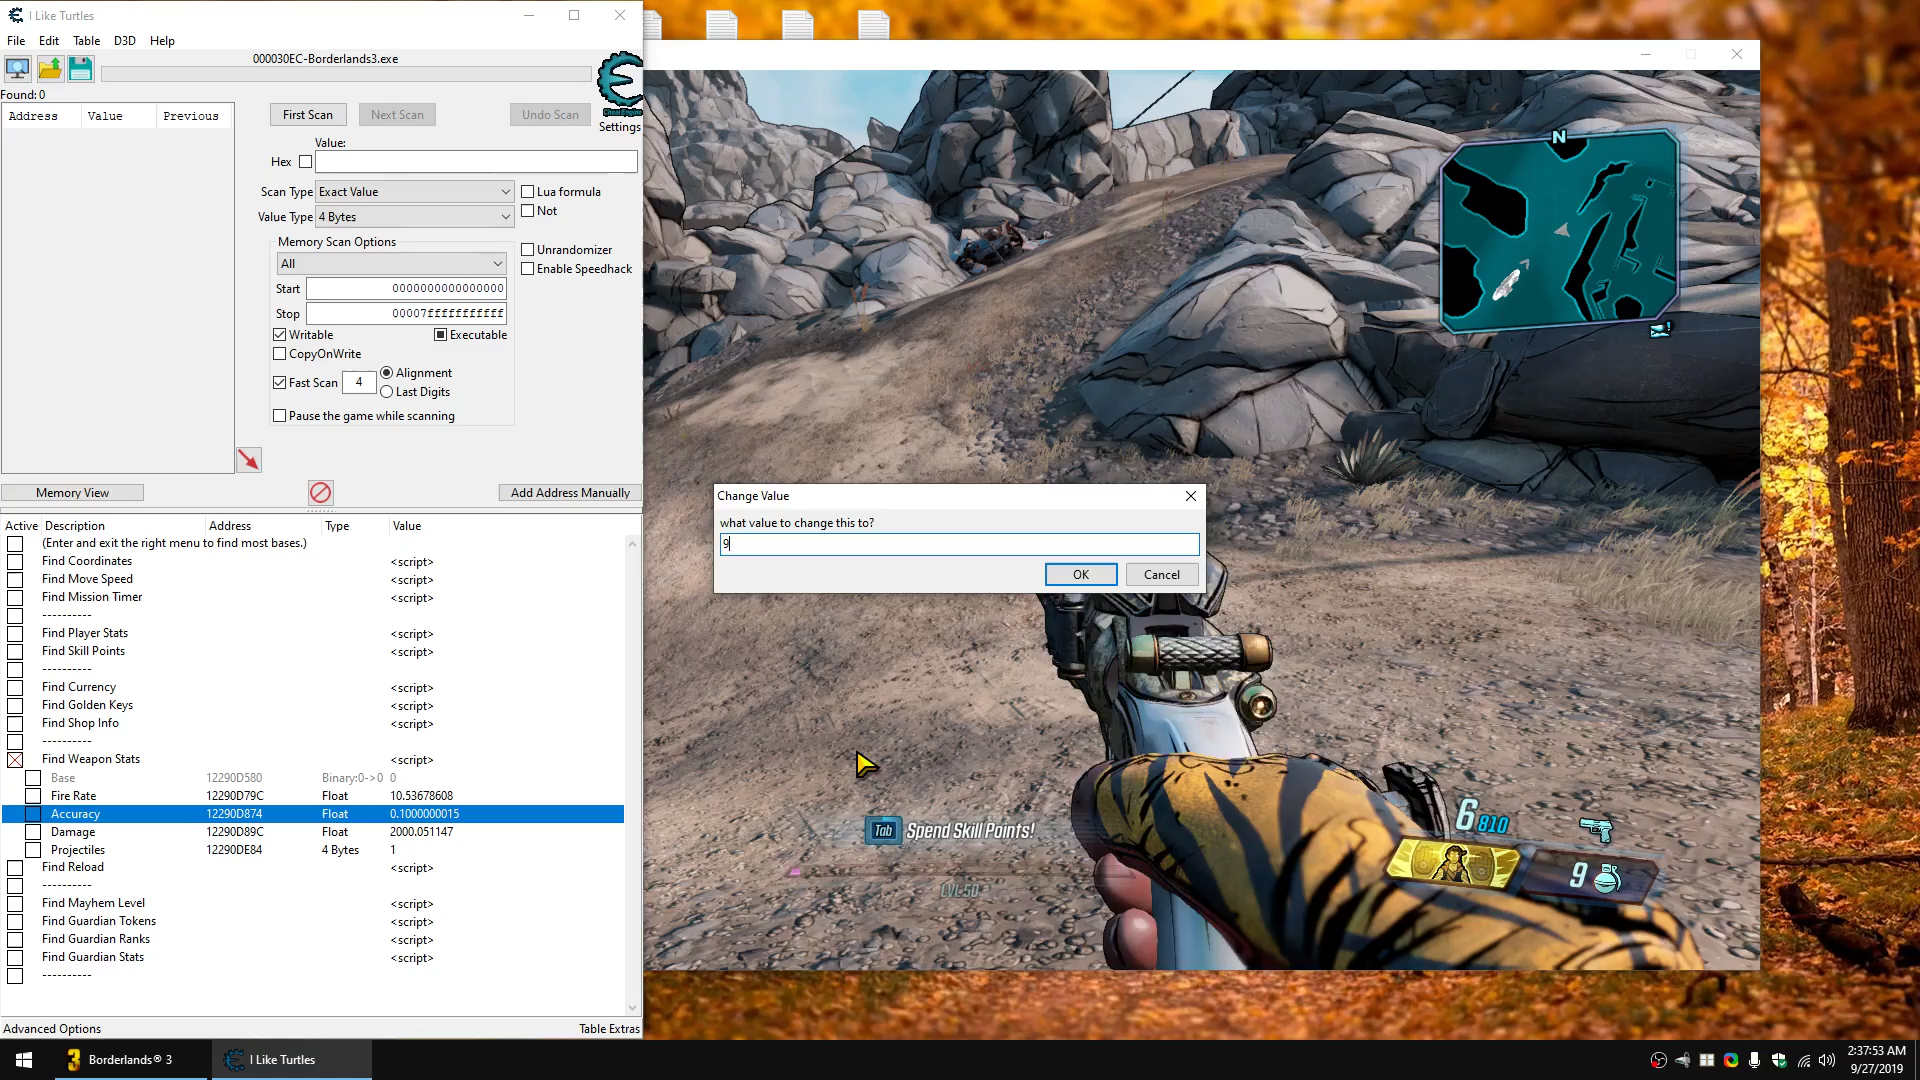 I Like Turtles
File Edit Table D3D Help
000030EC-Borderlands3.exe
Found: 0
Address Value Previous
First Scan Next Scan Undo Scan
Settings
Value:
Hex
Scan Type Exact Value Lua formula
Value Type 4 Bytes Not
Memory Scan Options
All
Unrandomizer
Enable Speedhack
Start 0000000000000000
Stop 00007fffffffffff
Writable Executable
CopyOnWrite
Fast Scan 4 Alignment
Last Digits
Pause the game while scanning
Memory View Add Address Manually
Active Description Address Type Value
(Enter and exit the right menu to find most bases.)
Find Coordinates <script>
Find Move Speed <script>
Find Mission Timer <script>
----------
Find Player Stats <script>
Find Skill Points <script>
----------
Find Currency <script>
Find Golden Keys <script>
Find Shop Info <script>
----------
Find Weapon Stats <script>
Base 12290D580 Binary:0->0 0
Fire Rate 12290D79C Float 10.53678608
Accuracy 12290D874 Float 0.1000000015
Damage 12290D89C Float 2000.051147
Projectiles 12290DE84 4 Bytes 1
Find Reload <script>
----------
Find Mayhem Level <script>
Find Guardian Tokens <script>
Find Guardian Ranks <script>
Find Guardian Stats <script>
----------
Advanced Options Table Extras
N
Change Value
what value to change this to?
9
OK Cancel
Tab Spend Skill Points!
LVL 50
6 810
9
Borderlands® 3
I Like Turtles
2:37:53 AM
9/27/2019